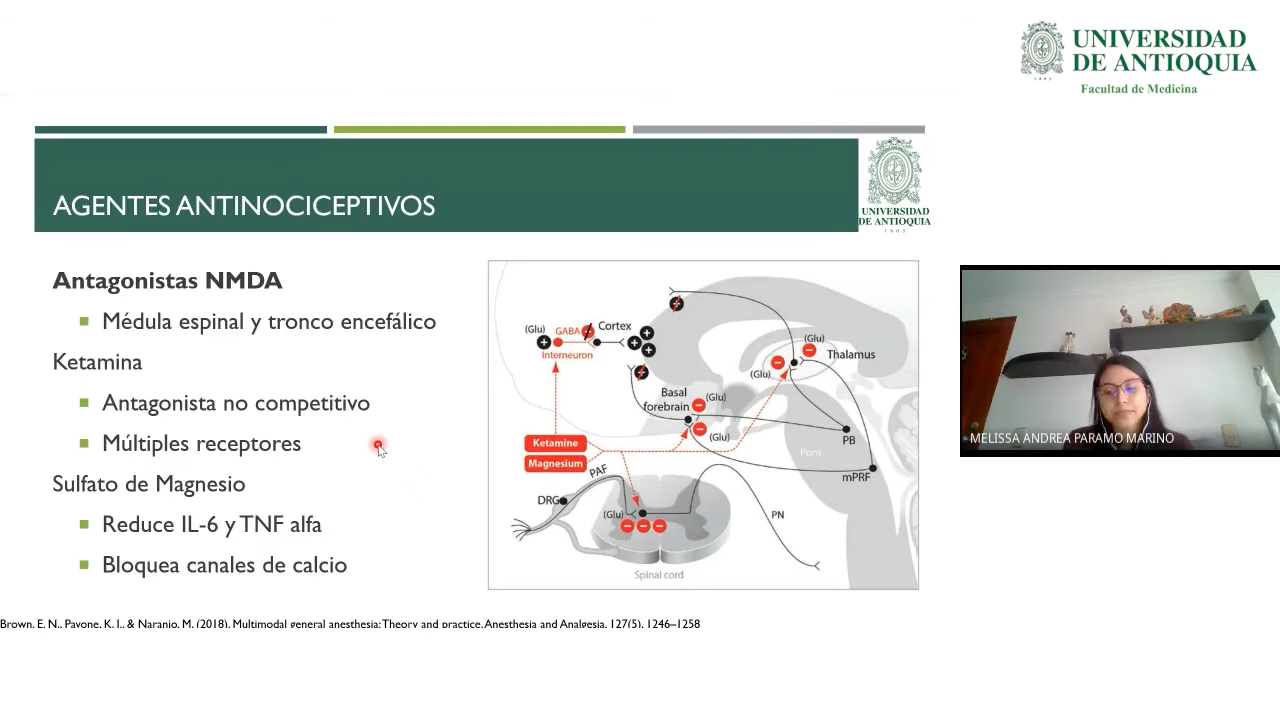 UNIVERSIDAD
DE ANTIOQUIA
1803
Facultad de Medicina
AGENTES ANTINOCICEPTIVOS
UNIVERSIDAD
DE ANTIOQUIA
1803
Antagonistas NMDA
Médula espinal y tronco encefálico
Ketamina
Antagonista no competitivo
Múltiples receptores
Sulfato de Magnesio
Reduce IL-6 y TNF alfa
Bloquea canales de calcio
(Glu)
GABA
Cortex
Interneuron
(Glu)
Thalamus
(Glu)
Basal
forebrain
(Glu)
(Glu)
Ketamine
Magnesium
PB
Pons
mPRF
PAF
DRG
(Glu)
PN
Spinal cord
MELISSA ANDREA PARAMO MARINO
Brown, E. N., Pavone, K. J., & Naranjo, M. (2018). Multimodal general anesthesia: Theory and practice. Anesthesia and Analgesia, 127(5), 1246–1258